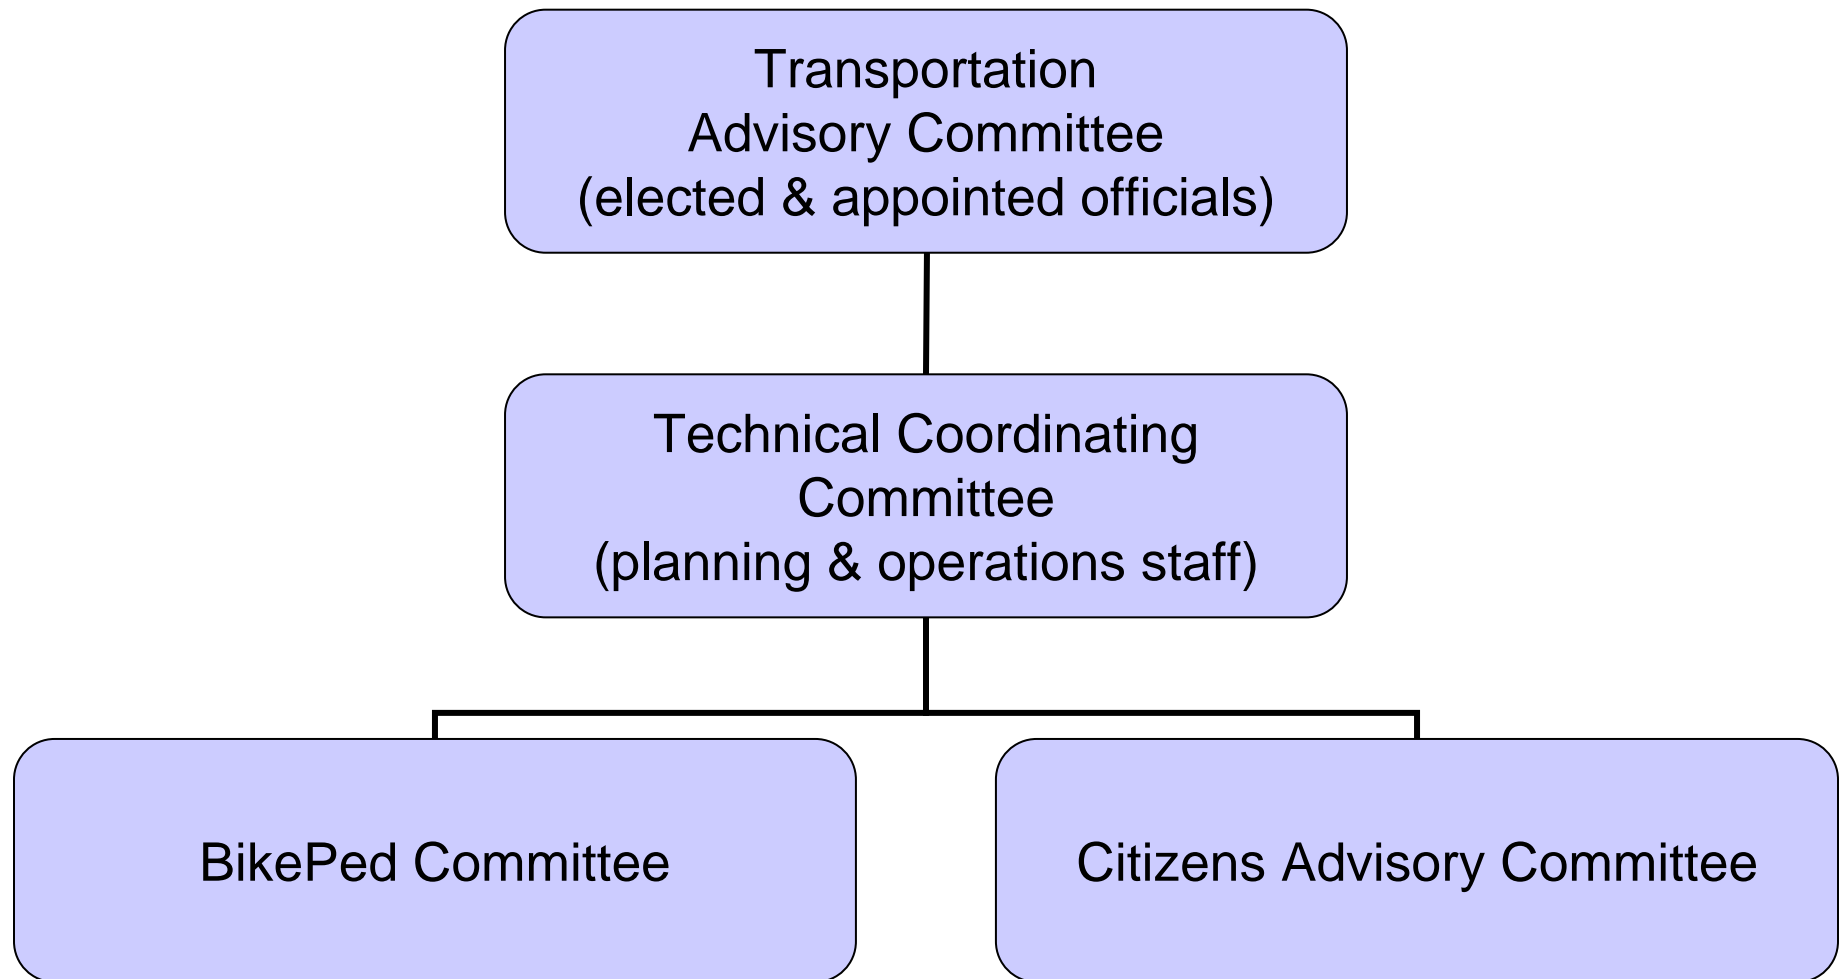 Transportation
Advisory Committee
(elected & appointed officials)
Technical Coordinating
Committee
(planning & operations staff)
BikePed Committee
Citizens Advisory Committee